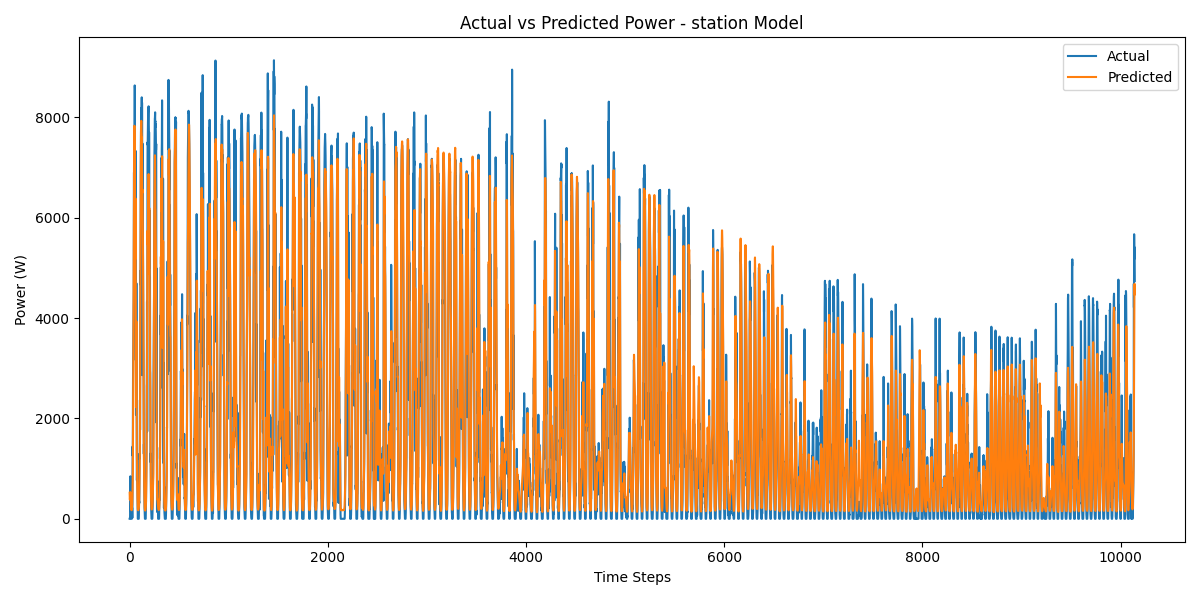 Actual vs Predicted Power - station Model
Actual
Predicted
Power (W)
8000
6000
4000
2000
0
0 2000 4000 6000 8000 10000
Time Steps